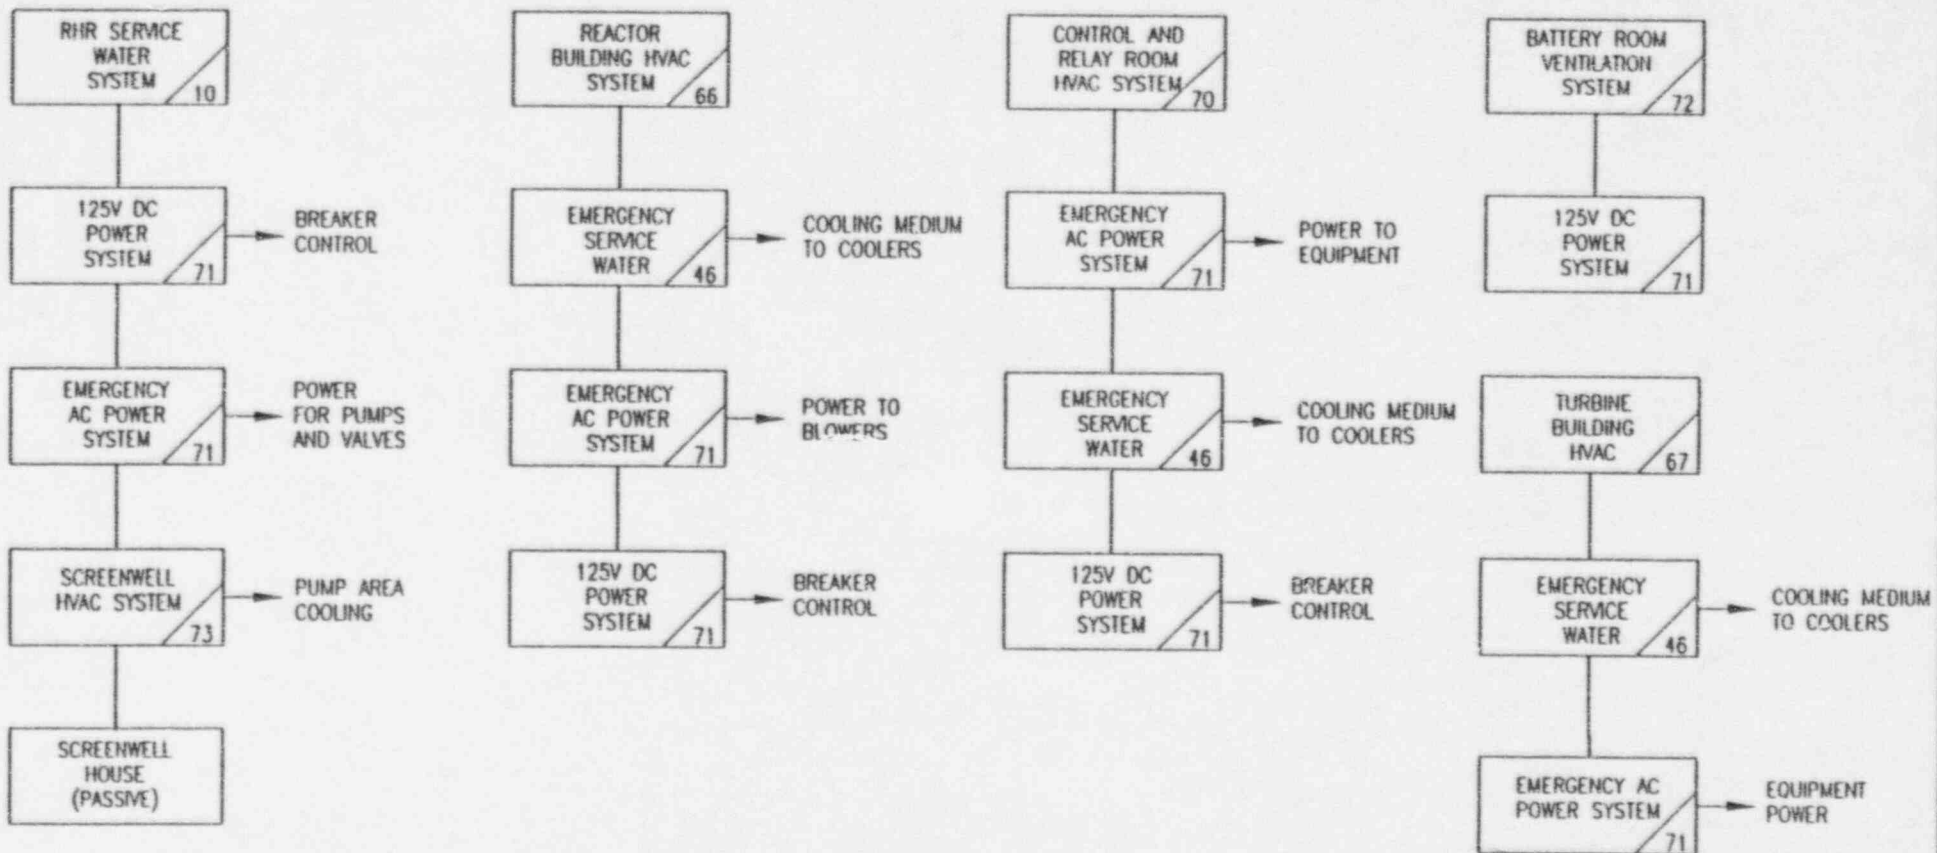 RHR SERVICE
WATER
SYSTEM
10
125V DC
POWER
SYSTEM
71
BREAKER
CONTROL
EMERGENCY
AC POWER
SYSTEM
71
POWER
FOR PUMPS
AND VALVES
SCREENWELL
HVAC SYSTEM
73
PUMP AREA
COOLING
SCREENWELL
HOUSE
(PASSIVE)
REACTOR
BUILDING HVAC
SYSTEM
66
EMERGENCY
SERVICE
WATER
46
COOLING MEDIUM
TO COOLERS
EMERGENCY
AC POWER
SYSTEM
71
POWER TO
BLOWERS
125V DC
POWER
SYSTEM
71
BREAKER
CONTROL
CONTROL AND
RELAY ROOM
HVAC SYSTEM
70
EMERGENCY
AC POWER
SYSTEM
71
POWER TO
EQUIPMENT
EMERGENCY
SERVICE
WATER
46
COOLING MEDIUM
TO COOLERS
125V DC
POWER
SYSTEM
71
BREAKER
CONTROL
BATTERY ROOM
VENTILATION
SYSTEM
72
125V DC
POWER
SYSTEM
71
TURBINE
BUILDING
HVAC
67
EMERGENCY
SERVICE
WATER
46
COOLING MEDIUM
TO COOLERS
EMERGENCY AC
POWER SYSTEM
71
EQUIPMENT
POWER